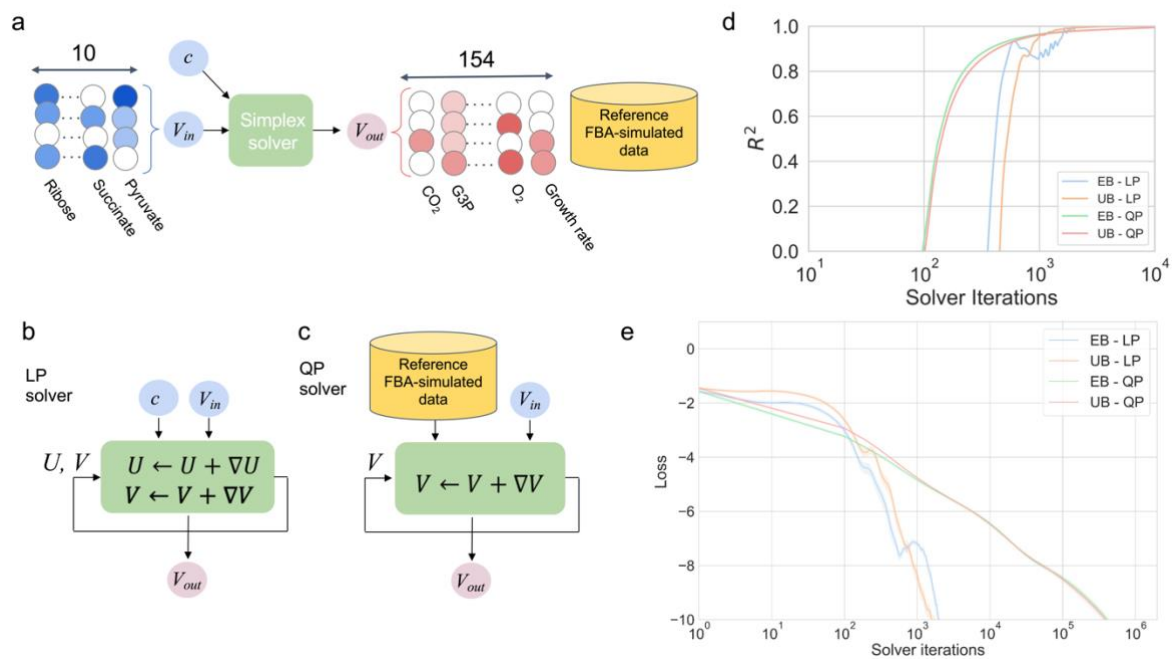 a
10
c
V_in
Simplex
solver
V_out
154
Reference
FBA-simulated
data
Ribose
Succinate
Pyruvate
CO₂
G3P
O₂
Growth rate
b
LP
solver
c
V_in
U, V
U ← U + ∇U
V ← V + ∇V
V_out
c
QP
solver
Reference
FBA-simulated
data
V_in
V
V ← V + ∇V
V_out
d
R²
1.0
0.8
0.6
0.4
0.2
0.0
10¹
10²
10³
10⁴
Solver Iterations
EB - LP
UB - LP
EB - QP
UB - QP
e
Loss
0
−2
−4
−6
−8
−10
10⁰
10¹
10²
10³
10⁴
10⁵
10⁶
Solver iterations
EB - LP
UB - LP
EB - QP
UB - QP